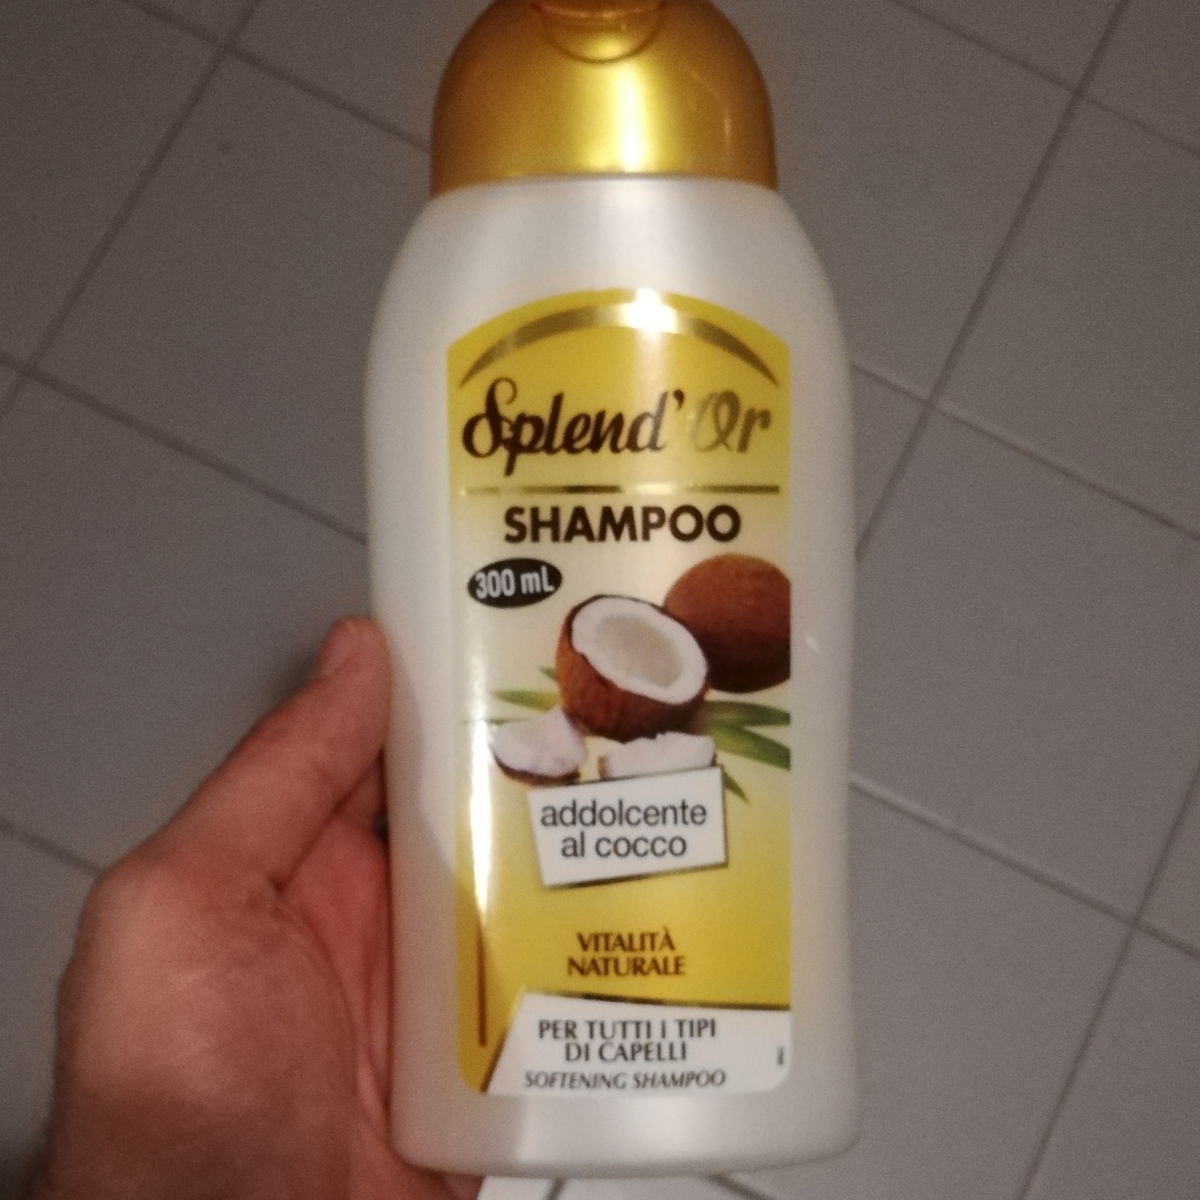 Splend'Or
SHAMPOO
300 mL
addolcente
al cocco
VITALITÀ
NATURALE
PER TUTTI I TIPI
DI CAPELLI
SOFTENING SHAMPOO